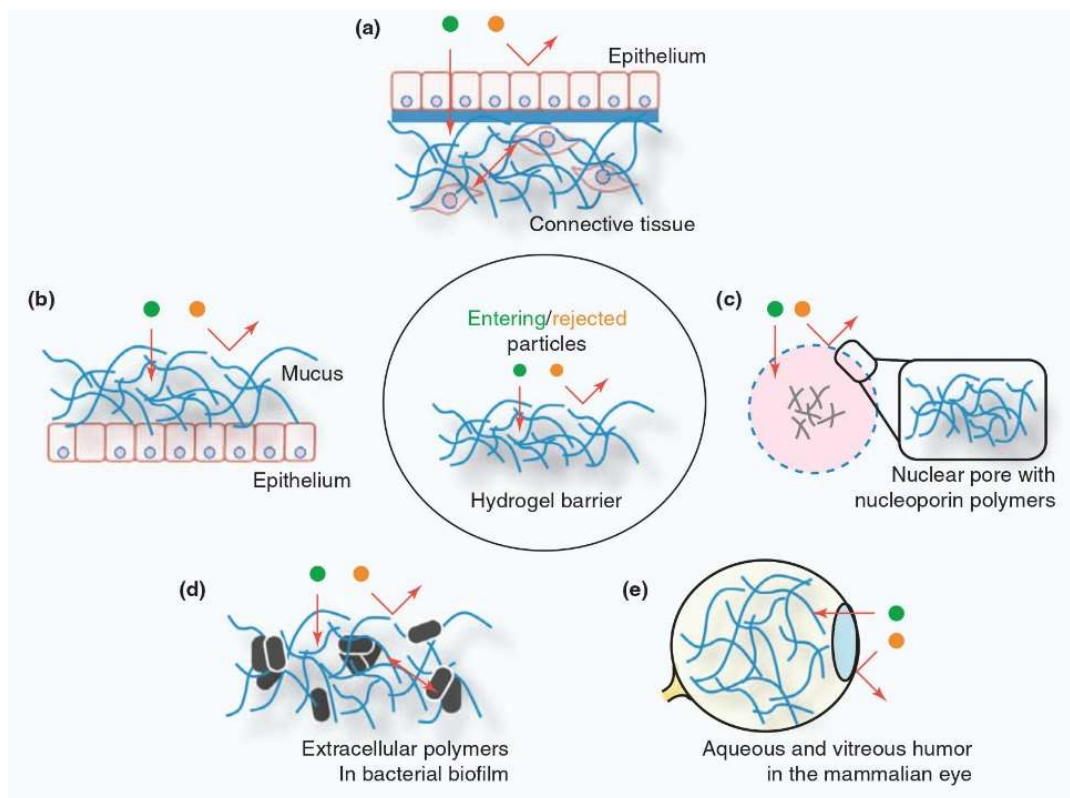 (a)
Epithelium
Connective tissue
(b)
Mucus
Epithelium
Entering/rejected
particles
Hydrogel barrier
(c)
Nuclear pore with
nucleoporin polymers
(d)
Extracellular polymers
In bacterial biofilm
(e)
Aqueous and vitreous humor
in the mammalian eye